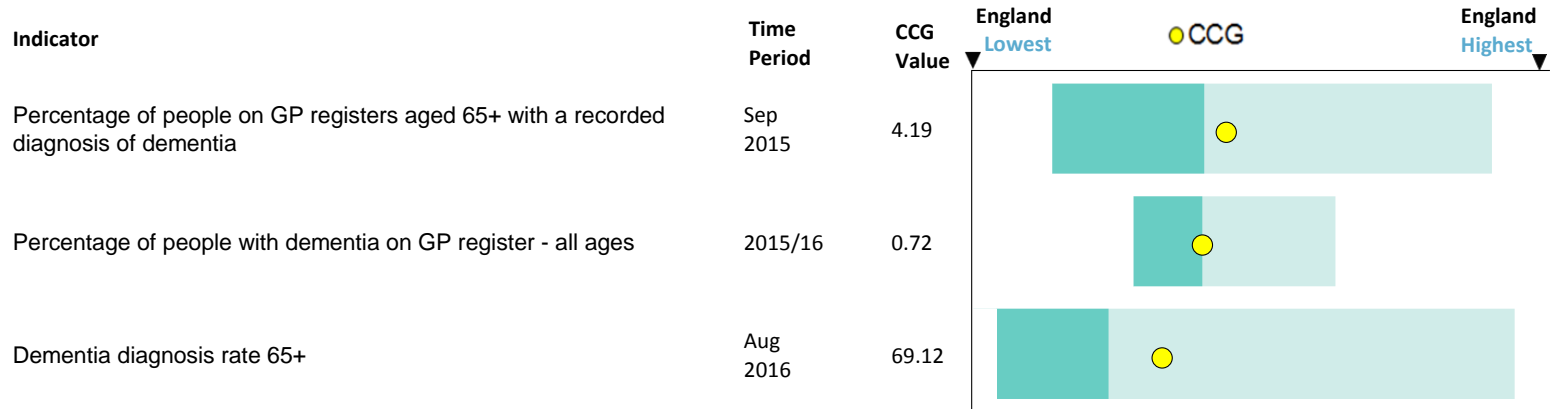 Indicator
Time
Period
CCG
Value
England
Lowest
CCG
England
Highest
Percentage of people on GP registers aged 65+ with a recorded
diagnosis of dementia
Sep
2015
4.19
Percentage of people with dementia on GP register - all ages
2015/16
0.72
Dementia diagnosis rate 65+
Aug
2016
69.12